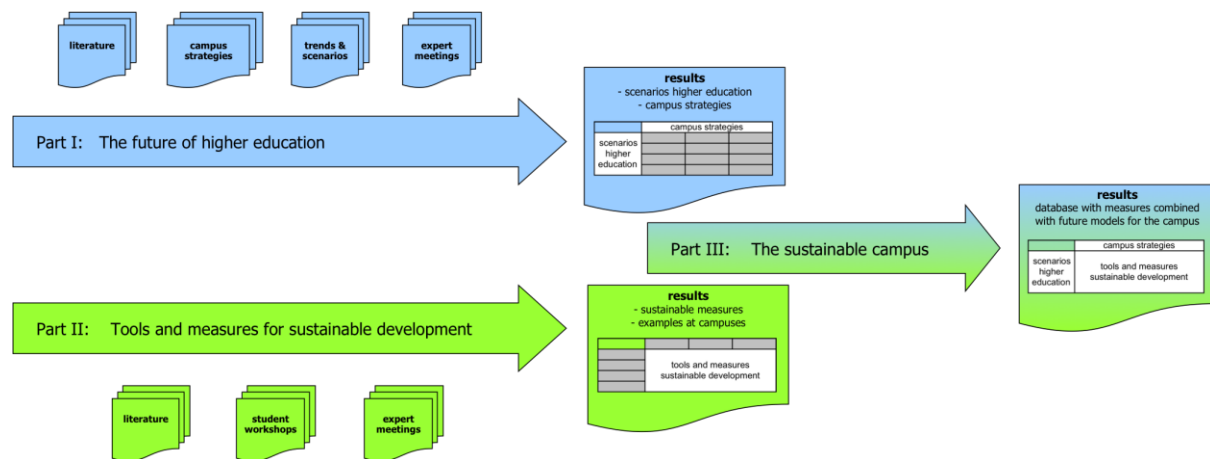 literature
campus
strategies
trends &
scenarios
expert
meetings
Part I: The future of higher education
results
- scenarios higher education
- campus strategies
campus strategies
scenarios
higher
education
Part III: The sustainable campus
results
database with measures combined
with future models for the campus
campus strategies
scenarios
higher
education
tools and measures
sustainable development
Part II: Tools and measures for sustainable development
results
- sustainable measures
- examples at campuses
tools and measures
sustainable development
literature
student
workshops
expert
meetings